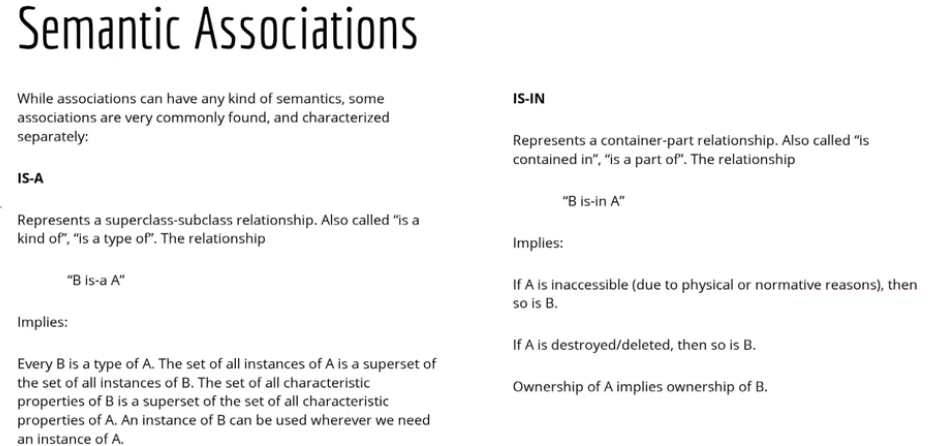 Semantic Associations
While associations can have any kind of semantics, some
associations are very commonly found, and characterized
separately:
IS-A
Represents a superclass-subclass relationship. Also called “is a
kind of”, “is a type of”. The relationship
“B is-a A”
Implies:
Every B is a type of A. The set of all instances of A is a superset of
the set of all instances of B. The set of all characteristic
properties of B is a superset of the set of all characteristic
properties of A. An instance of B can be used wherever we need
an instance of A.
IS-IN
Represents a container-part relationship. Also called “is
contained in”, “is a part of”. The relationship
“B is-in A”
Implies:
If A is inaccessible (due to physical or normative reasons), then
so is B.
If A is destroyed/deleted, then so is B.
Ownership of A implies ownership of B.